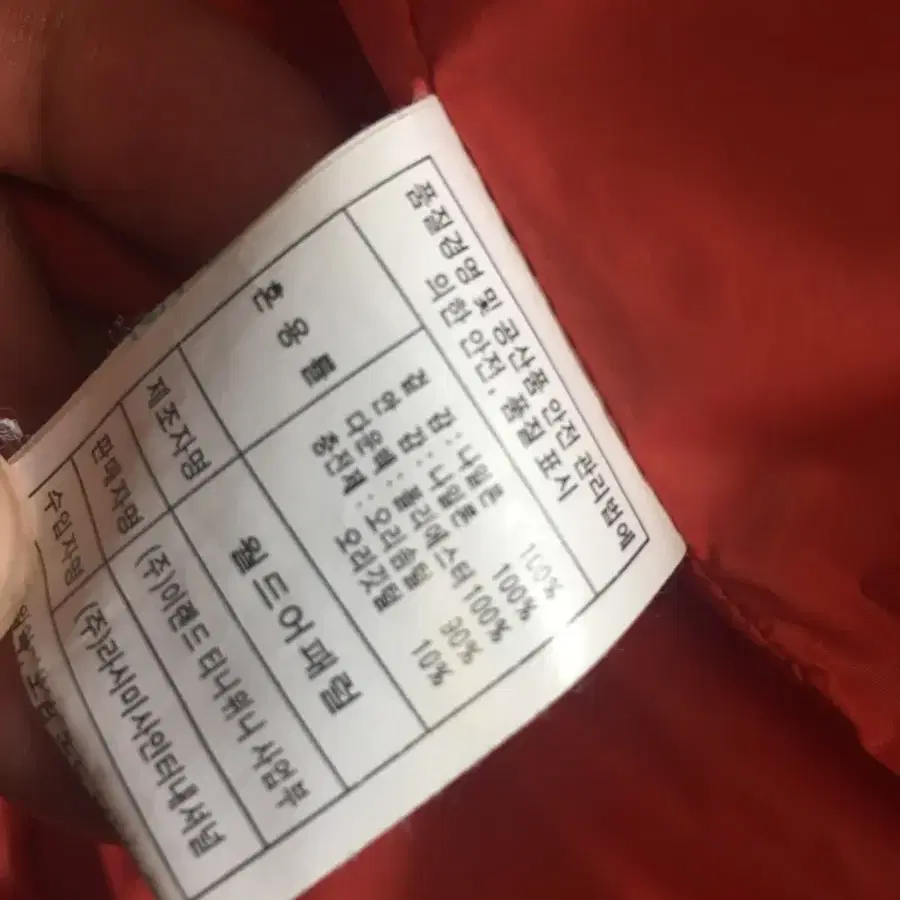 품질경영 및 공산품 안전 관리법에
의한 안전, 품질 표시
혼 용 률
겉 감 : 나일론 100%
안 감 : 나일론 100%
다운백 : 폴리에스터 100%
충전재 : 오리솜털 90%
오리깃털 10%
제조자명 월드어패럴
판매자명 (주)이랜드 티니위니 사업부
수입자명 (주)라시미사인터내셔널